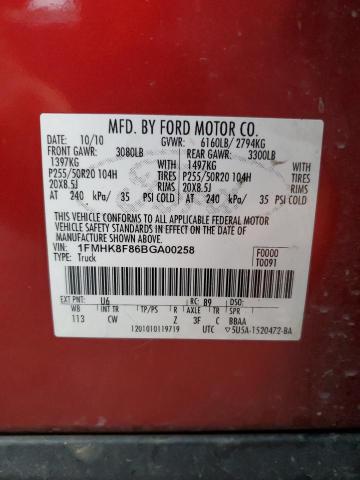 MFD. BY FORD MOTOR CO.
DATE: 10/10 GVWR: 6160LB/ 2794KG
FRONT GAWR: 3080LB REAR GAWR: 3300LB
1397KG WITH 1497KG WITH
P255/50R20 104H TIRES P255/50R20 104H TIRES
20X8.5J RIMS 20X8.5J RIMS
AT 240 kPa/ 35 PSI COLD AT 240 kPa/ 35 PSI COLD
THIS VEHICLE CONFORMS TO ALL APPLICABLE FEDERAL MOTOR
VEHICLE SAFETY STANDARDS IN EFFECT ON THE DATE OF
MANUFACTURE SHOWN ABOVE.
VIN: 1FMHK8F86BGA00258
TYPE: Truck
F0000
T0091
EXT PNT: U6 RC: 89 DSO:
WB INT TR TP/PS R AXLE TR SPR
113 CW Z 3F C BBAA
1201010119719 UTC ▽5U5A-1520472-BA